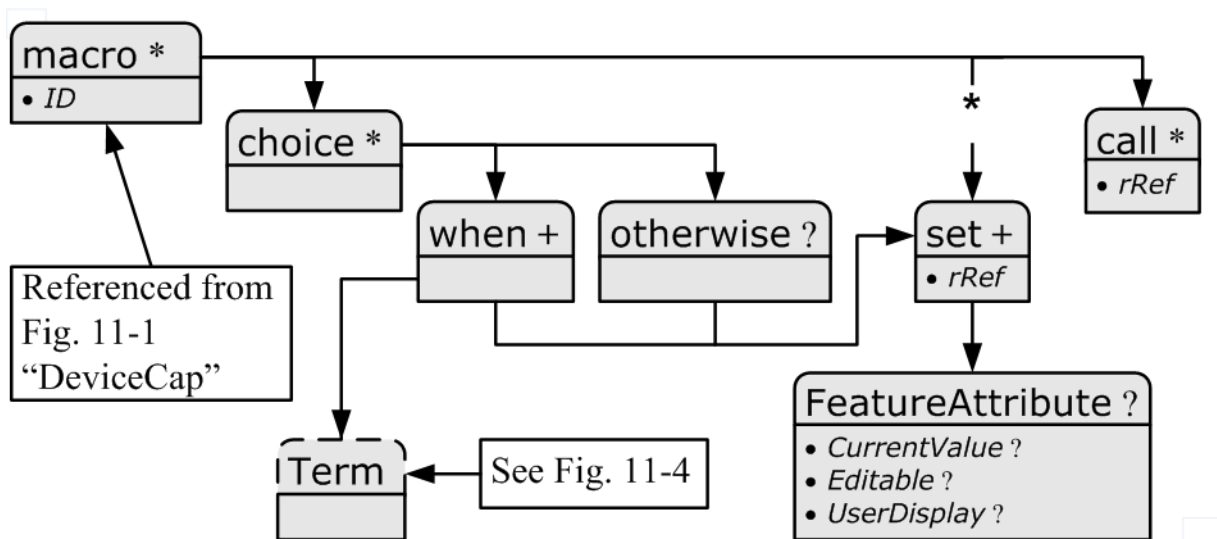 macro *
• ID
choice *
*
call *
• rRef
when +
otherwise ?
set +
• rRef
Referenced from
Fig. 11-1
“DeviceCap”
FeatureAttribute ?
• CurrentValue ?
• Editable ?
• UserDisplay ?
Term
See Fig. 11-4